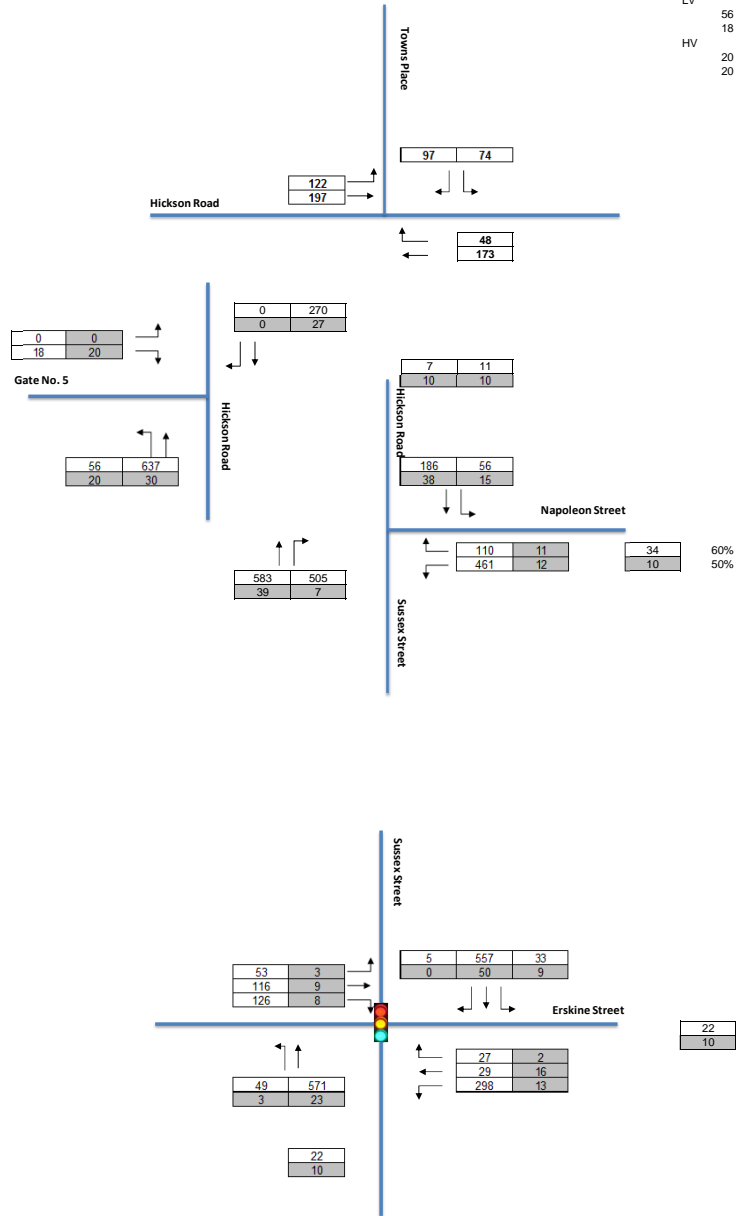 LV
56
18
HV
20
20
Towns Place
97 74
122
197
Hickson Road
48
173
0 270
0 27
0 0
18 20
Gate No. 5
Hickson Road
56 637
20 30
7 11
10 10
Hickson Road
186 56
38 15
Napoleon Street
110 11 34 60%
461 12 10 50%
583 505
39 7
Sussex Street
Sussex Street
53 3
116 9
126 8
5 557 33
0 50 9
Erskine Street
22
10
27 2
29 16
298 13
49 571
3 23
22
10